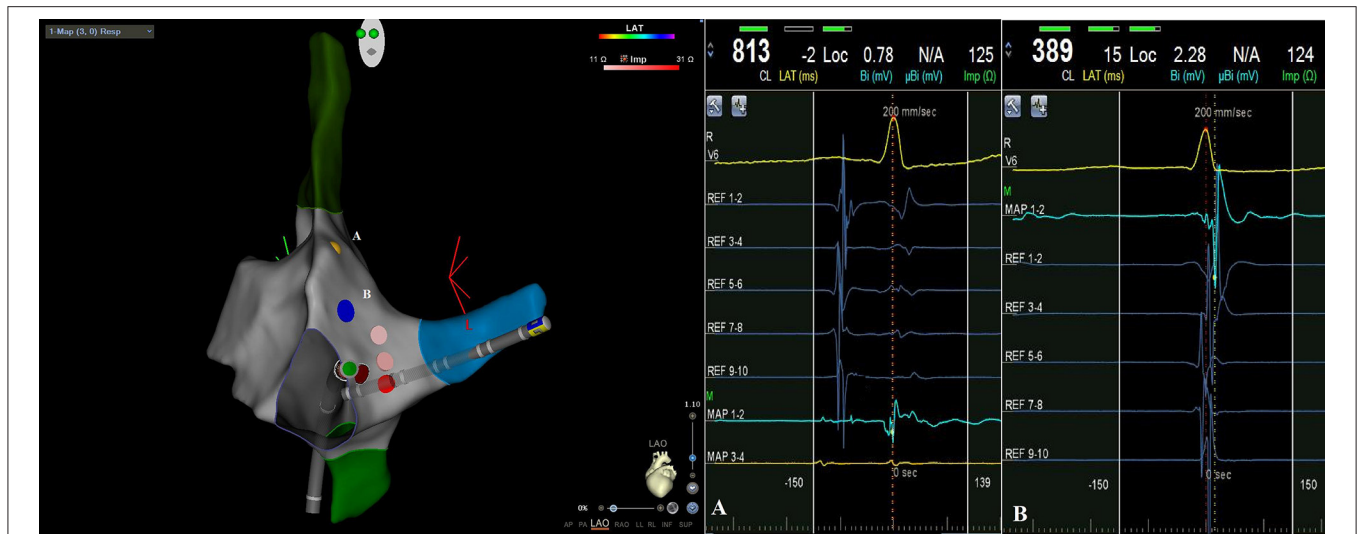 1-Map (3, 0) Resp
LAT
11 Ω Imp 31 Ω
A
B
L
1.10
LAO
0%
AP PA LAO RAO LL RL INF SUP
813 -2 Loc 0.78 N/A 125
CL LAT (ms) Bi (mV) µBi (mV) Imp (Ω)
200 mm/sec
R
V6
REF 1-2
REF 3-4
REF 5-6
REF 7-8
REF 9-10
M
MAP 1-2
MAP 3-4
0 sec
-150 139
A
389 15 Loc 2.28 N/A 124
CL LAT (ms) Bi (mV) µBi (mV) Imp (Ω)
200 mm/sec
R
V6
M
MAP 1-2
REF 1-2
REF 3-4
REF 5-6
REF 7-8
REF 9-10
0 sec
-150 150
B